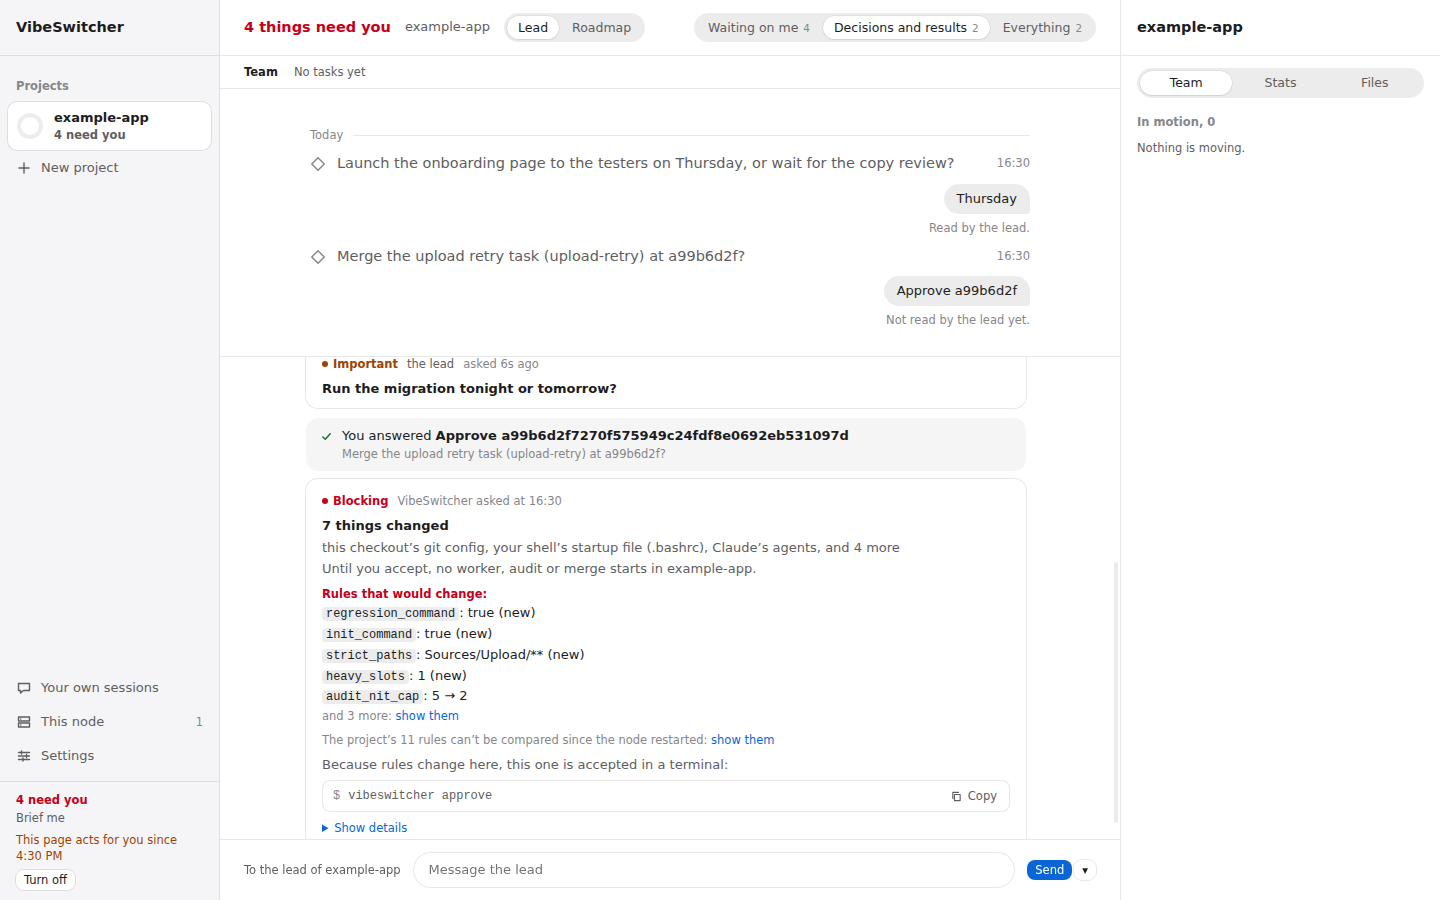 VibeSwitcher
Projects
example-app
4 need you
New project
Your own sessions
This node 1
Settings
4 need you
Brief me
This page acts for you since
4:30 PM
Turn off
4 things need you example-app Lead Roadmap Waiting on me 4 Decisions and results 2 Everything 2
Team No tasks yet
Today
Launch the onboarding page to the testers on Thursday, or wait for the copy review? 16:30
Thursday
Read by the lead.
Merge the upload retry task (upload-retry) at a99b6d2f? 16:30
Approve a99b6d2f
Not read by the lead yet.
Important the lead asked 6s ago
Run the migration tonight or tomorrow?
You answered Approve a99b6d2f7270f575949c24fdf8e0692eb531097d
Merge the upload retry task (upload-retry) at a99b6d2f?
Blocking VibeSwitcher asked at 16:30
7 things changed
this checkout’s git config, your shell’s startup file (.bashrc), Claude’s agents, and 4 more
Until you accept, no worker, audit or merge starts in example-app.
Rules that would change:
regression_command: true (new)
init_command: true (new)
strict_paths: Sources/Upload/** (new)
heavy_slots: 1 (new)
audit_nit_cap: 5 → 2
and 3 more: show them
The project’s 11 rules can’t be compared since the node restarted: show them
Because rules change here, this one is accepted in a terminal:
$ vibeswitcher approve Copy
Show details
To the lead of example-app Message the lead Send
example-app
Team Stats Files
In motion, 0
Nothing is moving.